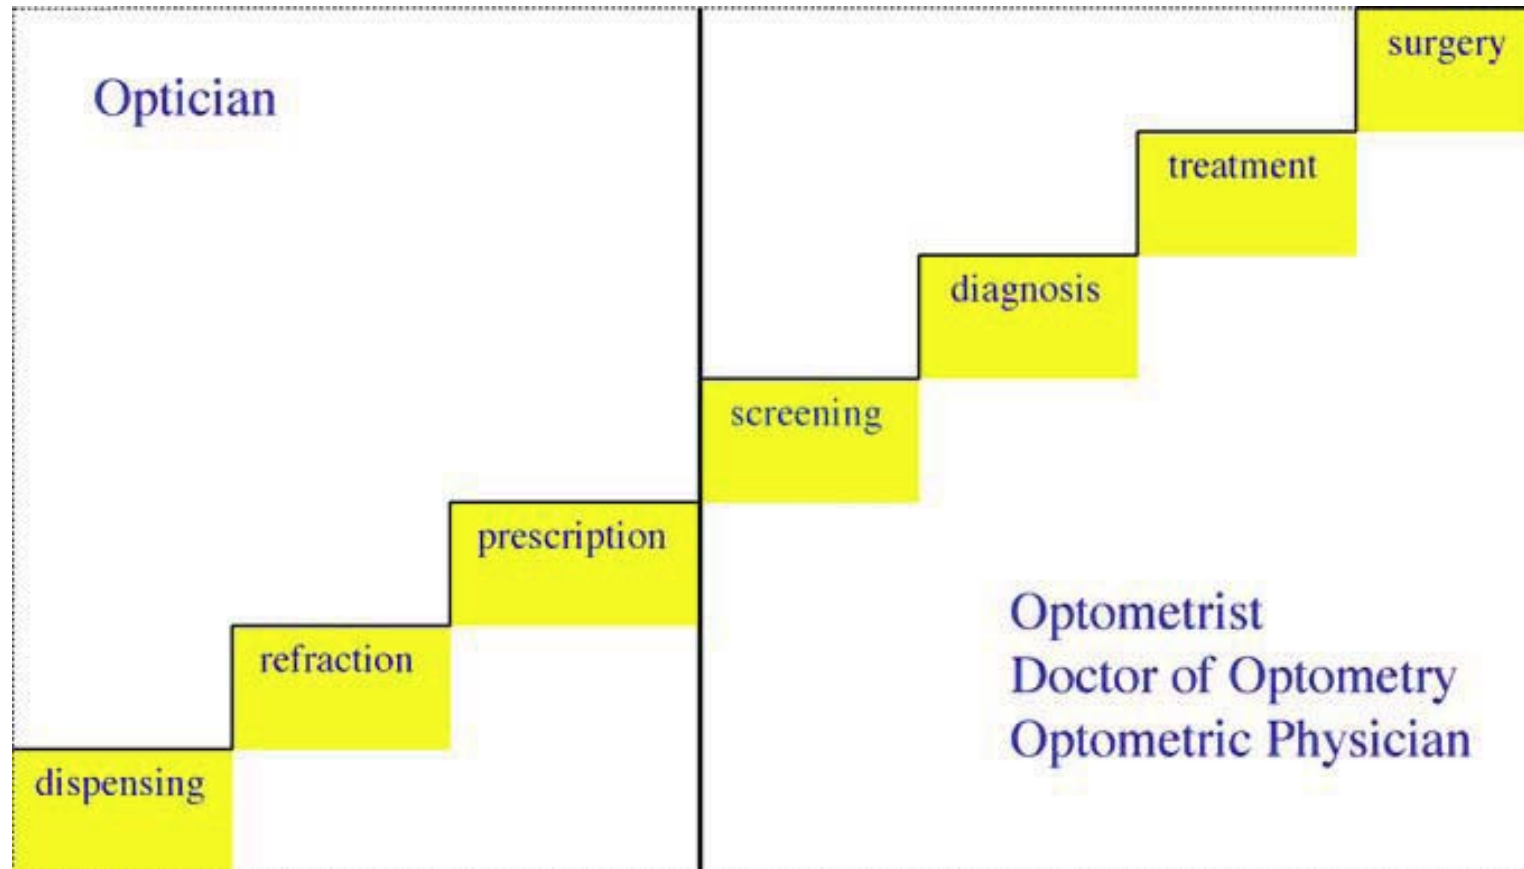 Optician
surgery
treatment
diagnosis
screening
prescription
refraction
dispensing
Optometrist
Doctor of Optometry
Optometric Physician